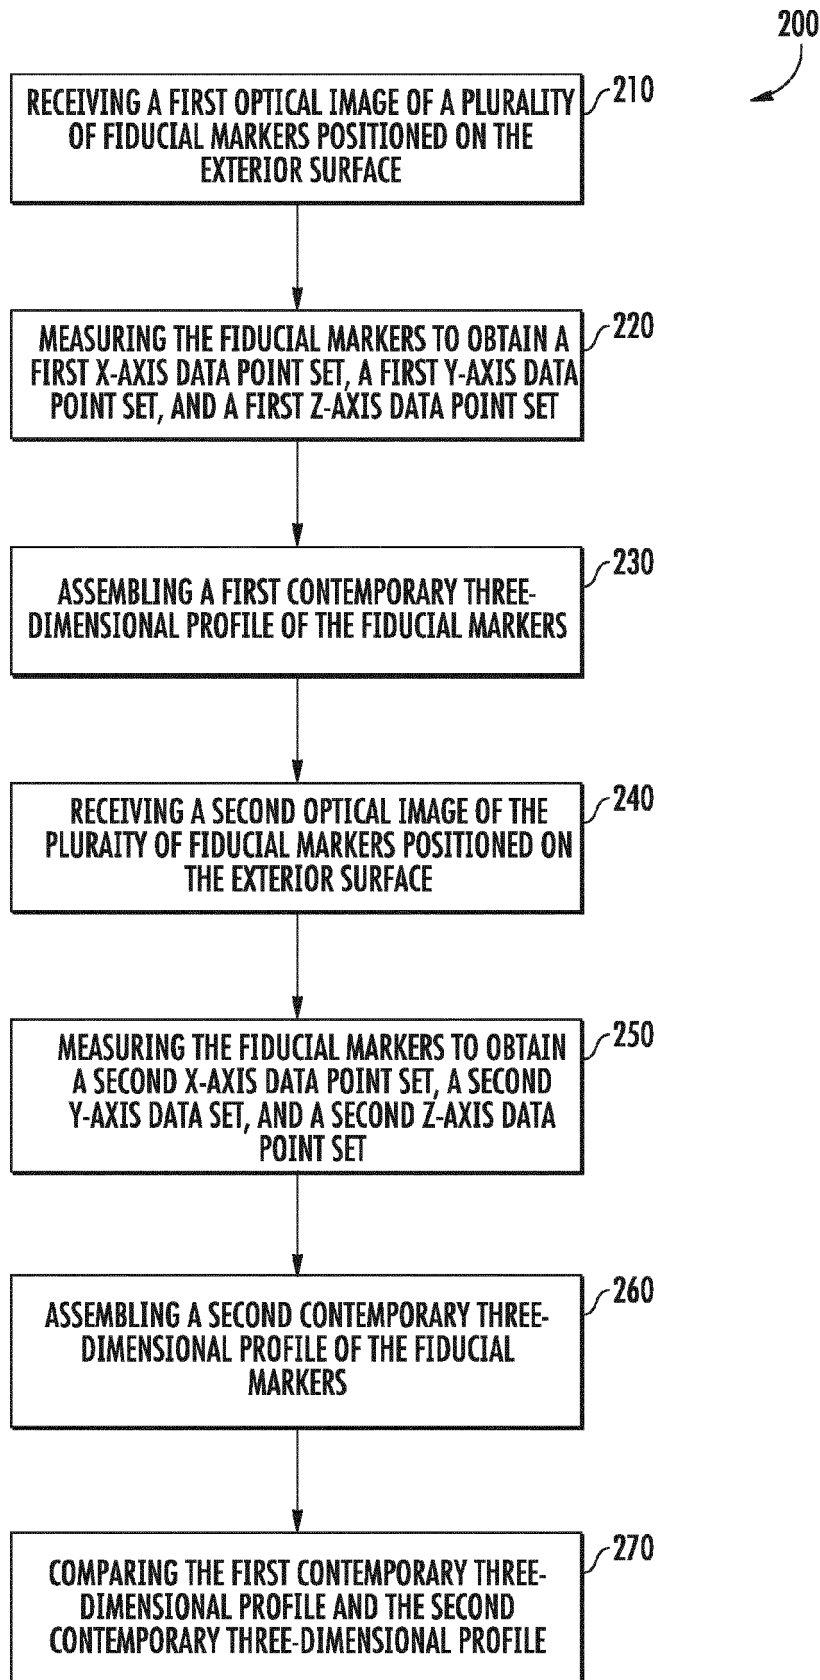 200
RECEIVING A FIRST OPTICAL IMAGE OF A PLURALITY
OF FIDUCIAL MARKERS POSITIONED ON THE
EXTERIOR SURFACE
210
MEASURING THE FIDUCIAL MARKERS TO OBTAIN A
FIRST X-AXIS DATA POINT SET, A FIRST Y-AXIS DATA
POINT SET, AND A FIRST Z-AXIS DATA POINT SET
220
ASSEMBLING A FIRST CONTEMPORARY THREE-
DIMENSIONAL PROFILE OF THE FIDUCIAL MARKERS
230
RECEIVING A SECOND OPTICAL IMAGE OF THE
PLURAITY OF FIDUCIAL MARKERS POSITIONED ON
THE EXTERIOR SURFACE
240
MEASURING THE FIDUCIAL MARKERS TO OBTAIN
A SECOND X-AXIS DATA POINT SET, A SECOND
Y-AXIS DATA SET, AND A SECOND Z-AXIS DATA
POINT SET
250
ASSEMBLING A SECOND CONTEMPORARY THREE-
DIMENSIONAL PROFILE OF THE FIDUCIAL
MARKERS
260
COMPARING THE FIRST CONTEMPORARY THREE-
DIMENSIONAL PROFILE AND THE SECOND
CONTEMPORARY THREE-DIMENSIONAL PROFILE
270